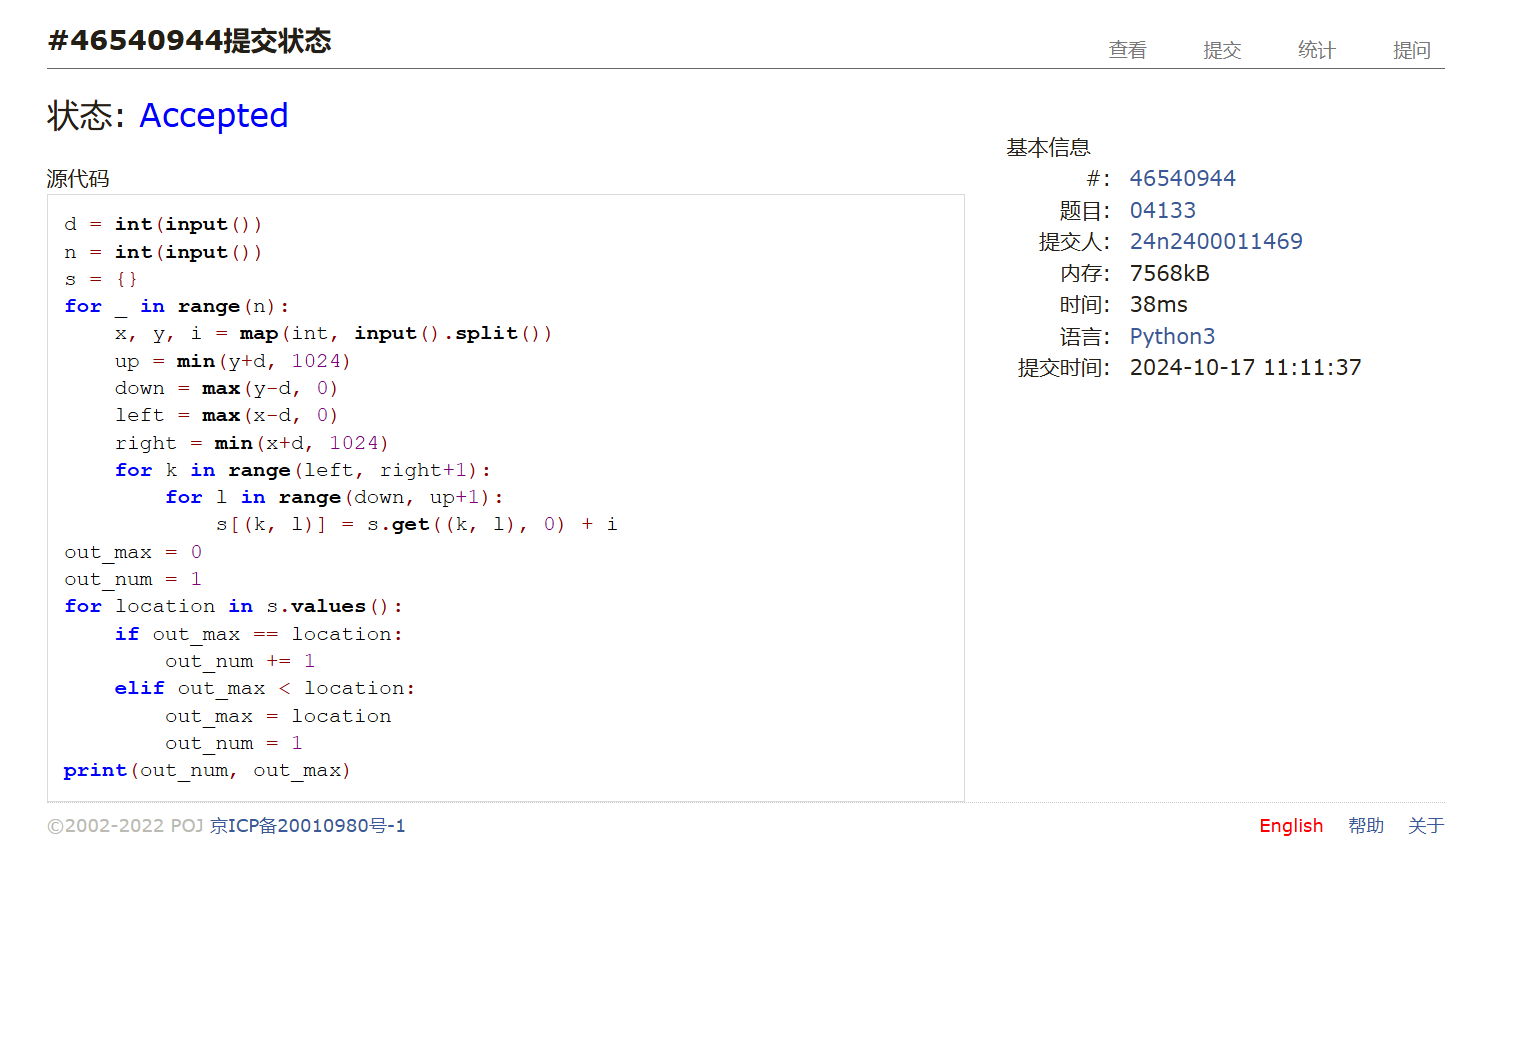 #46540944提交状态
查看 提交 统计 提问
状态: Accepted
源代码
d = int(input())
n = int(input())
s = {}
for _ in range(n):
    x, y, i = map(int, input().split())
    up = min(y+d, 1024)
    down = max(y-d, 0)
    left = max(x-d, 0)
    right = min(x+d, 1024)
    for k in range(left, right+1):
        for l in range(down, up+1):
            s[(k, l)] = s.get((k, l), 0) + i
out_max = 0
out_num = 1
for location in s.values():
    if out_max == location:
        out_num += 1
    elif out_max < location:
        out_max = location
        out_num = 1
print(out_num, out_max)
基本信息
#: 46540944
题目: 04133
提交人: 24n2400011469
内存: 7568kB
时间: 38ms
语言: Python3
提交时间: 2024-10-17 11:11:37
©2002-2022 POJ 京ICP备20010980号-1
English 帮助 关于